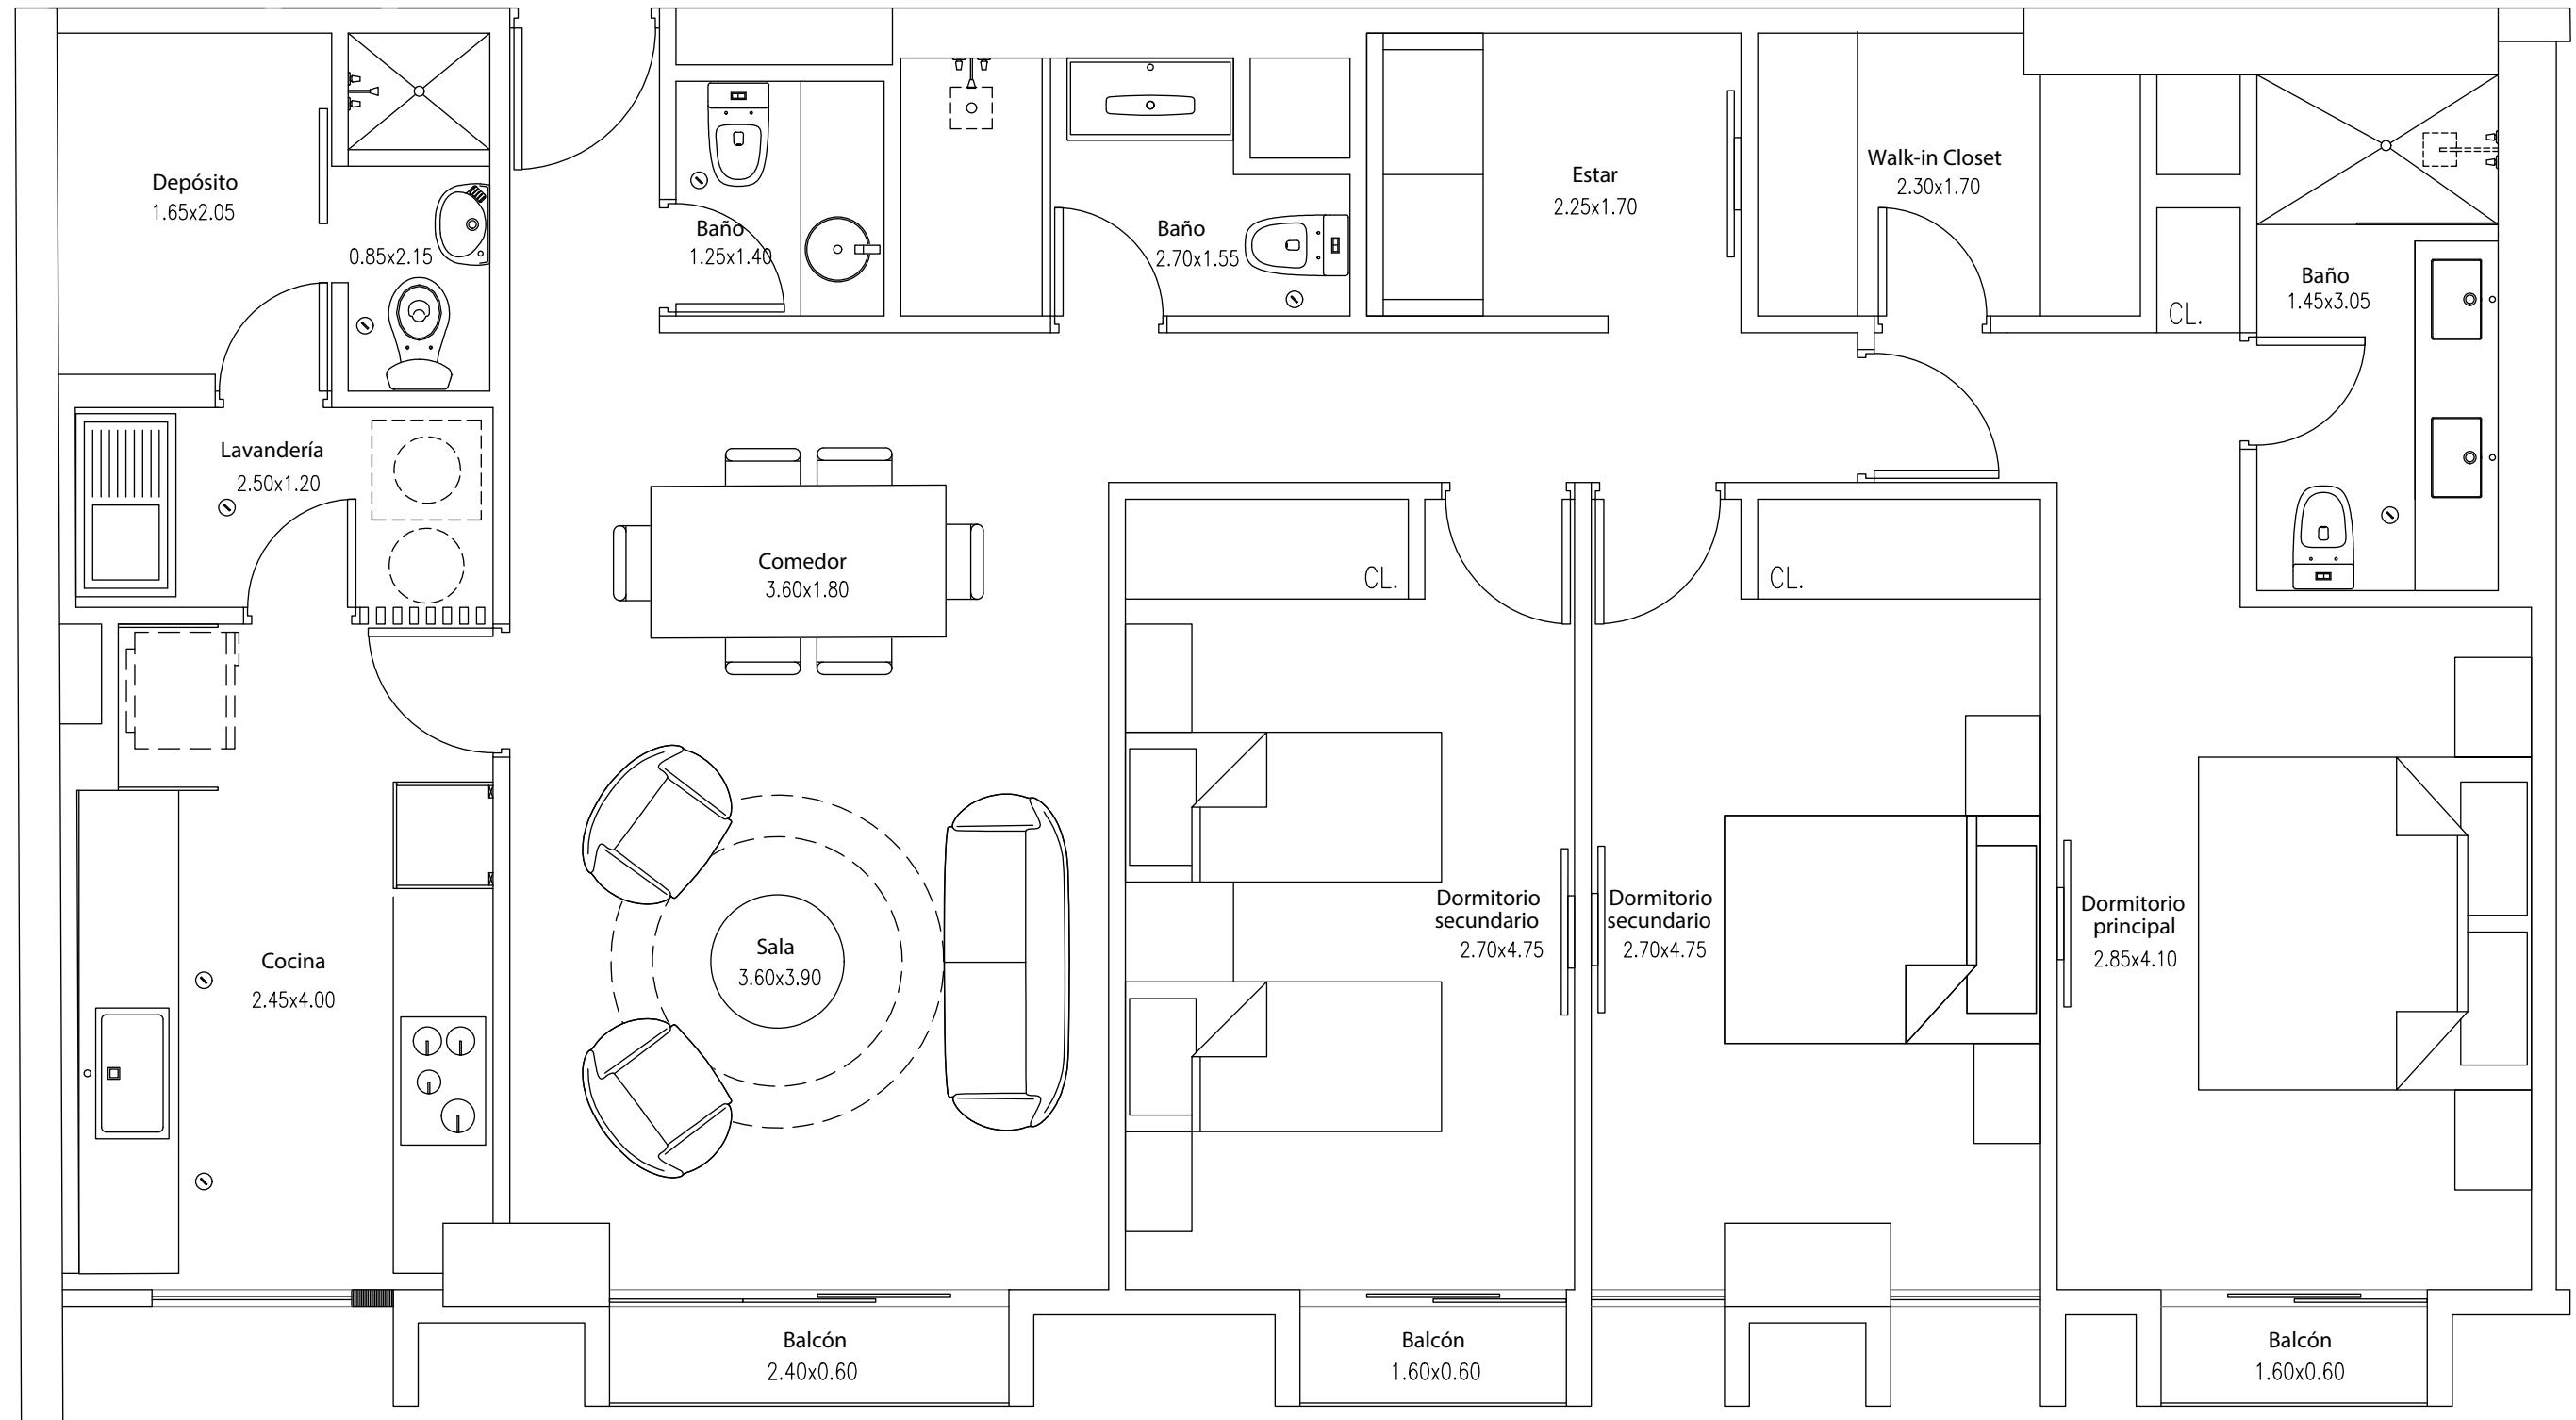 Depósito
1.65x2.05
0.85x2.15
Baño
1.25x1.40
Baño
2.70x1.55
Estar
2.25x1.70
Walk-in Closet
2.30x1.70
CL.
Baño
1.45x3.05
Lavandería
2.50x1.20
Comedor
3.60x1.80
CL.
CL.
Cocina
2.45x4.00
Sala
3.60x3.90
Dormitorio
secundario
2.70x4.75
Dormitorio
secundario
2.70x4.75
Dormitorio
principal
2.85x4.10
Balcón
2.40x0.60
Balcón
1.60x0.60
Balcón
1.60x0.60